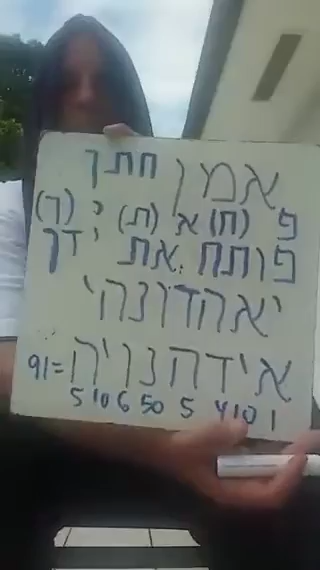 אמן חתך
פ (ח) א (ת) י (ך)
פותח את ידך
יאהדונהי
אידהנויה =91
5 10 6 50 5 4 10 1